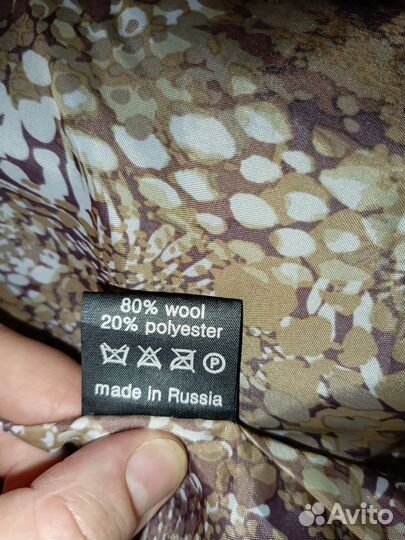 80% wool
20% polyester
P
made in Russia
Avito